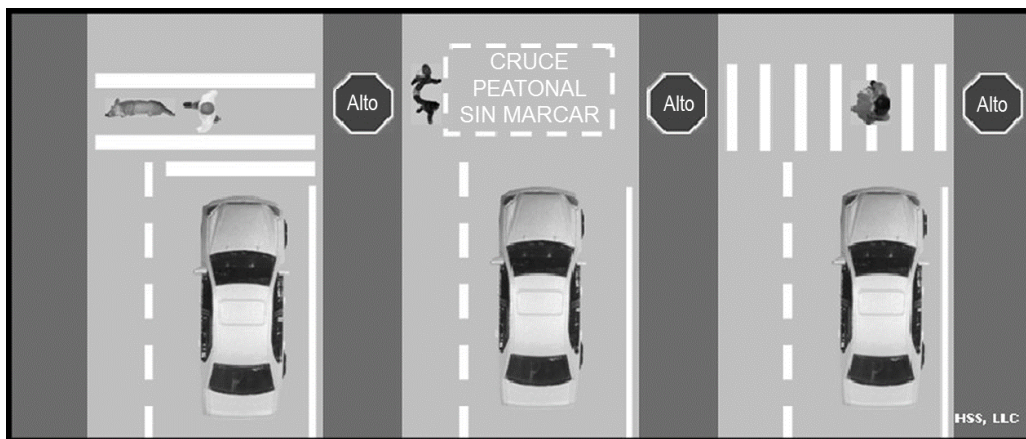 Alto
CRUCE
PEATONAL
SIN MARCAR
Alto
Alto
HSS, LLC